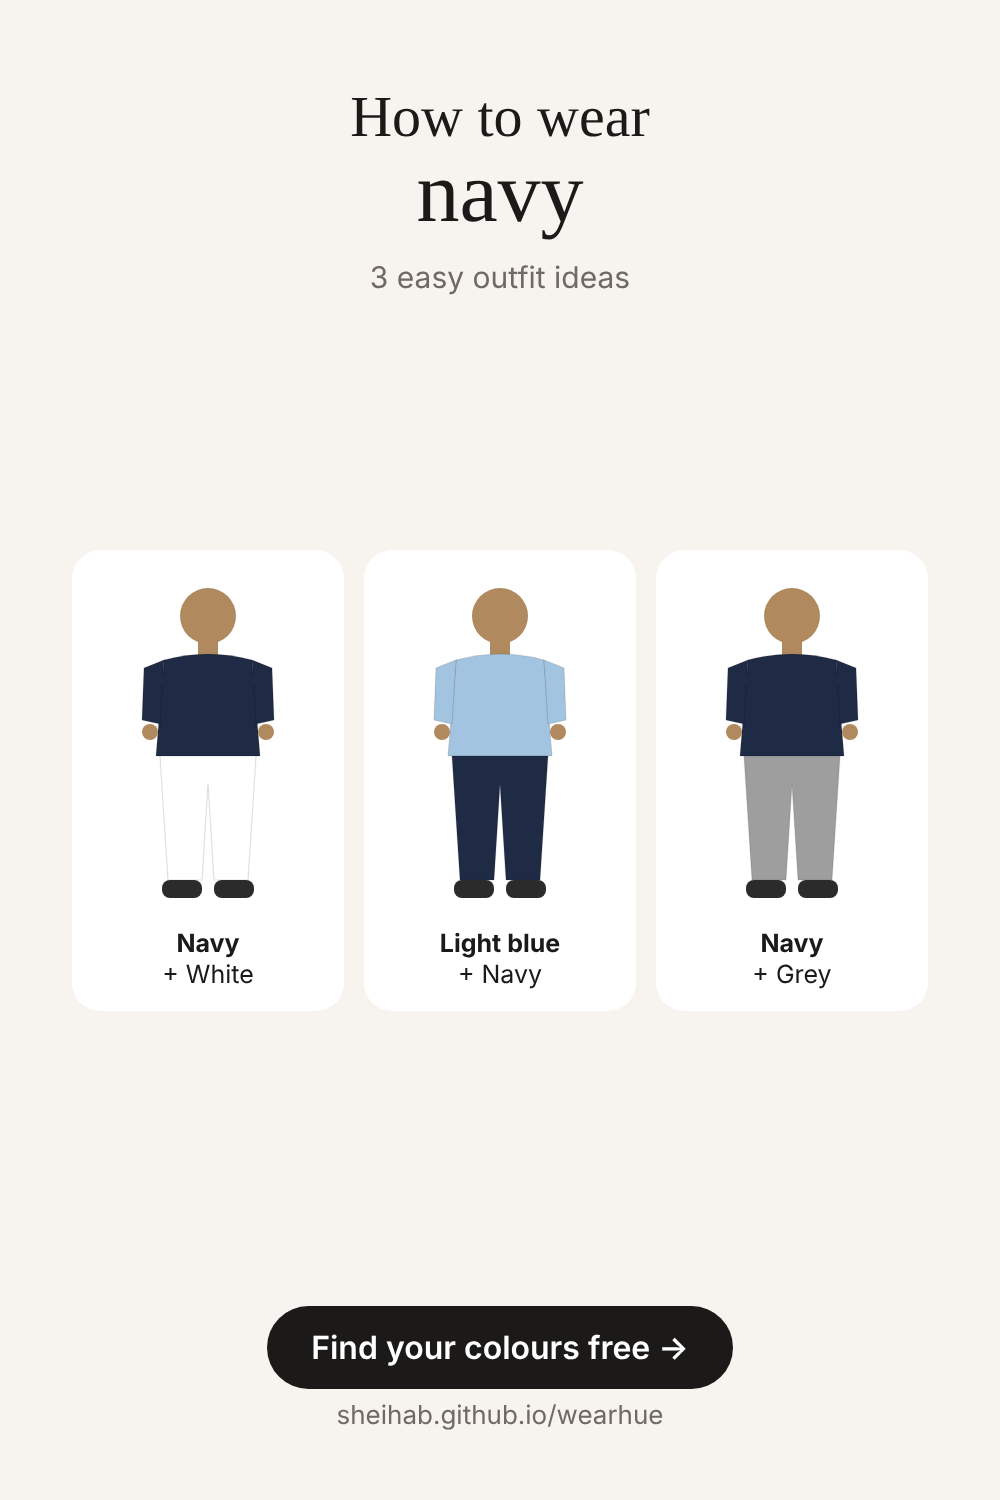 How to wear
navy
3 easy outfit ideas
Navy
+ White
Light blue
+ Navy
Navy
+ Grey
Find your colours free →
sheihab.github.io/wearhue